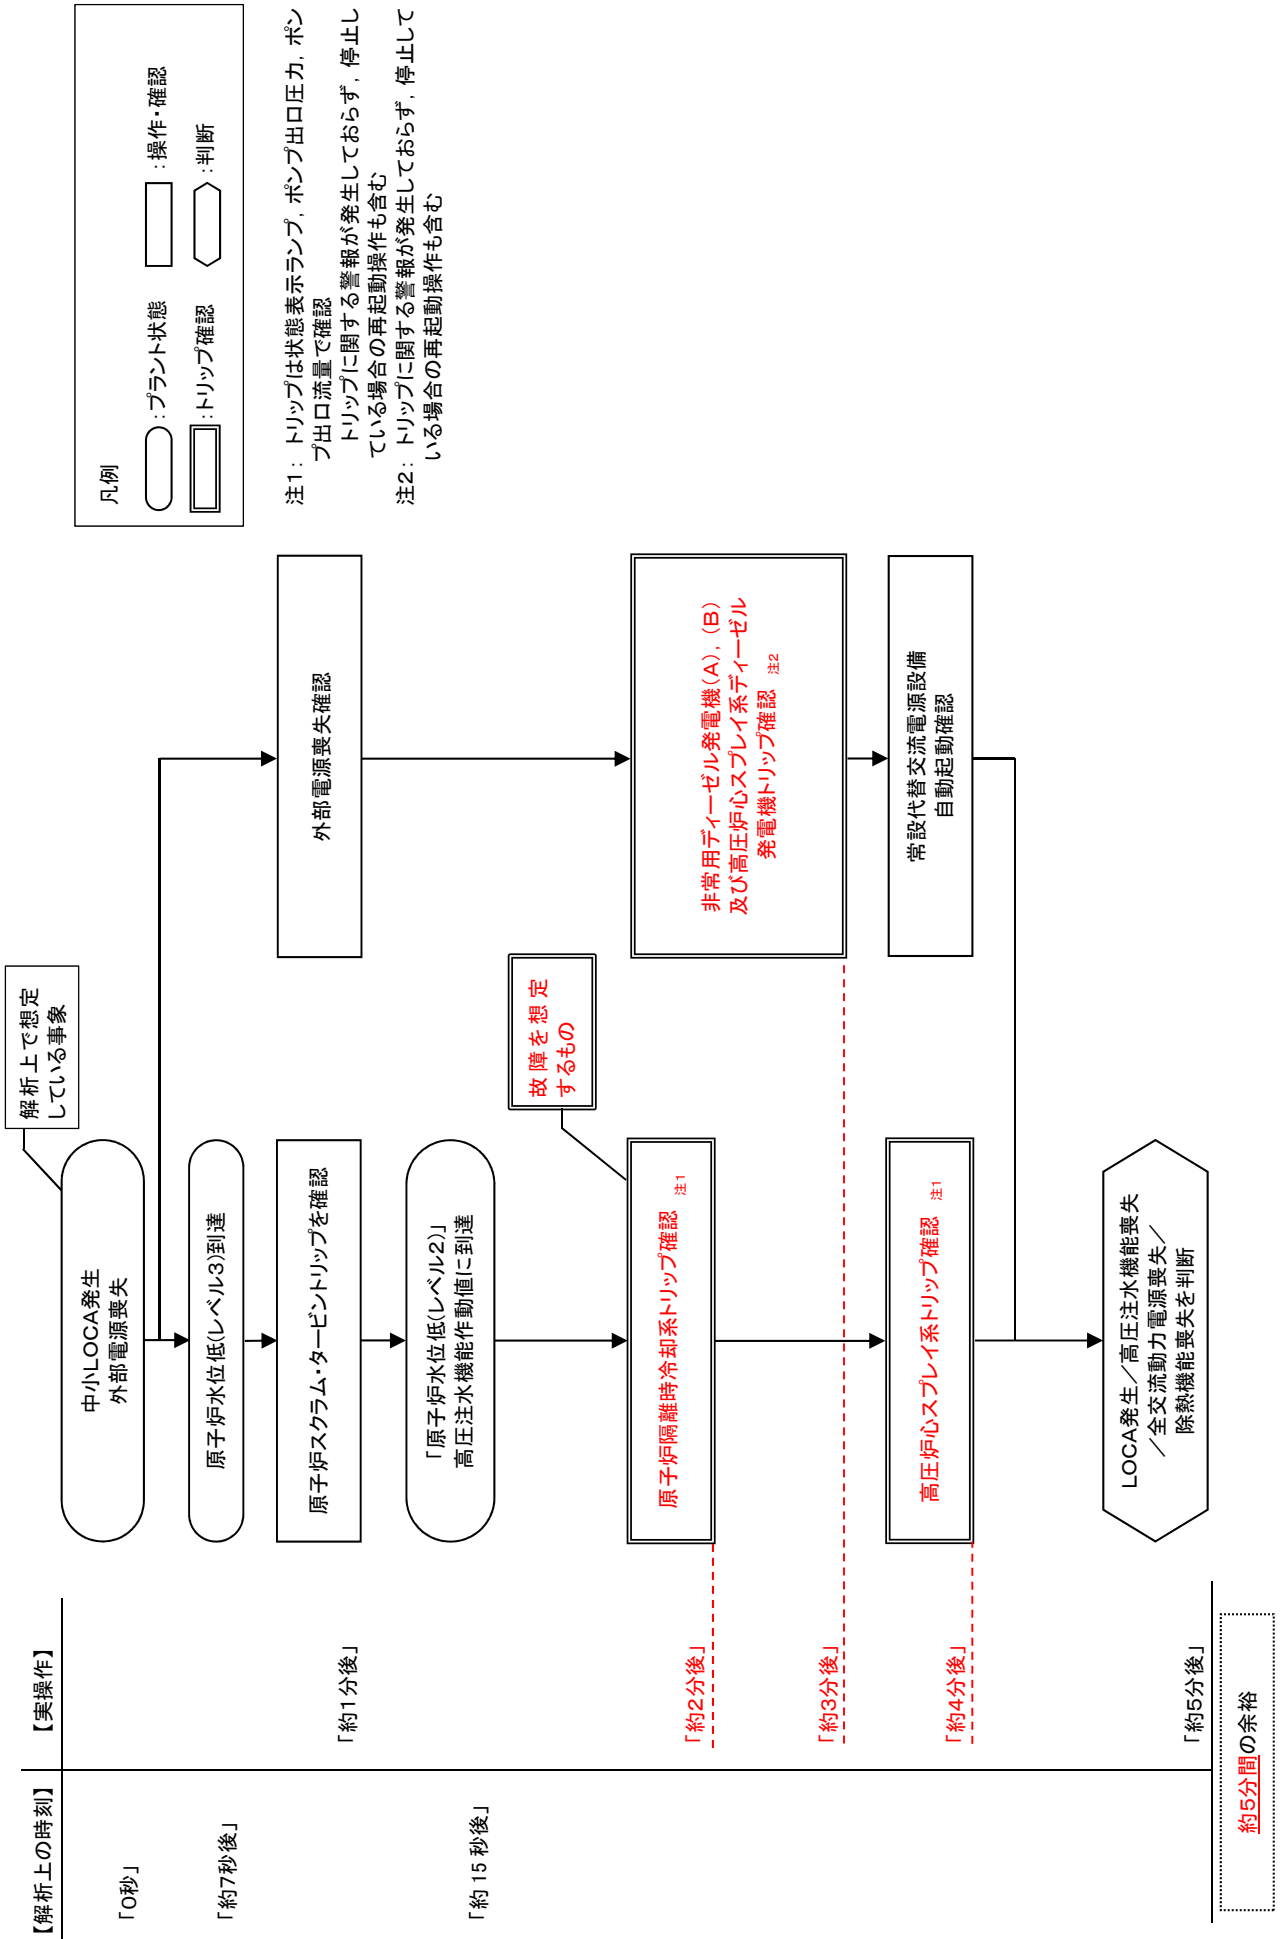 【解析上の時刻】
【実操作】
「0秒」
「約7秒後」
「約１５秒後」
「約1分後」
「約2分後」
「約3分後」
「約4分後」
「約5分後」
約5分間の余裕
解析上で想定
している事象
中小LOCA発生
外部電源喪失
原子炉水位低(レベル3)到達
原子炉スクラム・タービントリップを確認
「原子炉水位低(レベル2)」
高圧注水機能作動値に到達
故障を想定
するもの
原子炉隔離時冷却系トリップ確認 注1
高圧炉心スプレイ系トリップ確認 注1
LOCA発生／高圧注水機能喪失
／全交流動力電源喪失／
除熱機能喪失を判断
外部電源喪失確認
非常用ディーゼル発電機(A)，(B)
及び高圧炉心スプレイ系ディーゼル
発電機トリップ確認 注2
常設代替交流電源設備
自動起動確認
凡例
：プラント状態
：操作・確認
：トリップ確認
：判断
注1：トリップは状態表示ランプ，ポンプ出口圧力，ポン
プ出口流量で確認
トリップに関する警報が発生しておらず，停止し
ている場合の再起動操作も含む
注2：トリップに関する警報が発生しておらず，停止して
いる場合の再起動操作も含む